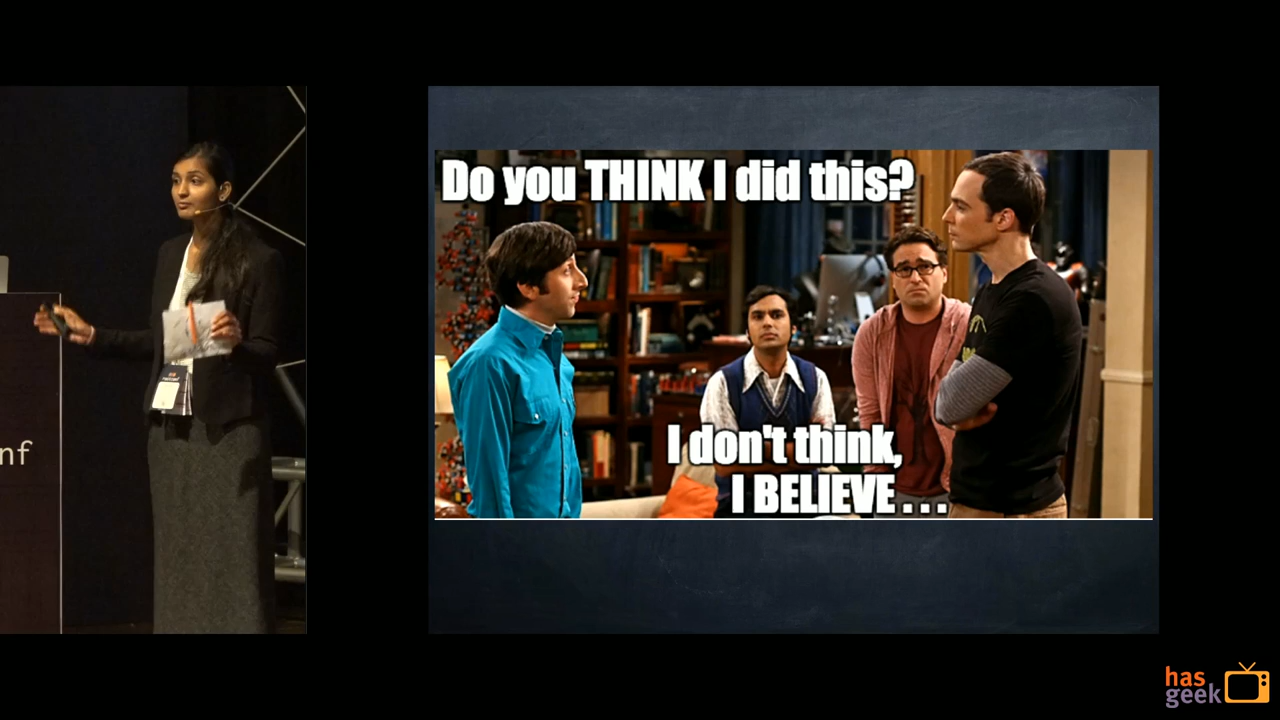 Do you THINK I did this?
I don't think,
I BELIEVE...
nf
has
geek